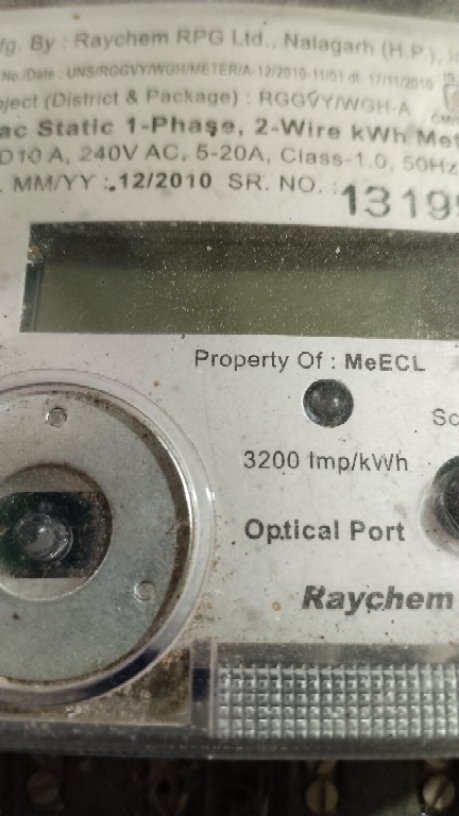 fg. By : Raychem RPG Ltd., Nalagarh (H.P.), I
No./Date : UNS/RGGVY/WGH/METER/A-12/2010-11/01 dt. 17/11/2010
oject (District & Package) : RGGVY/WGH-A
ac Static 1-Phase, 2-Wire kWh Met
D10 A, 240V AC, 5-20A, Class-1.0, 50Hz
MM/YY : 12/2010 SR. NO. : 13199
Property Of : MeECL
Sc
3200 Imp/kWh
Optical Port
Raychem